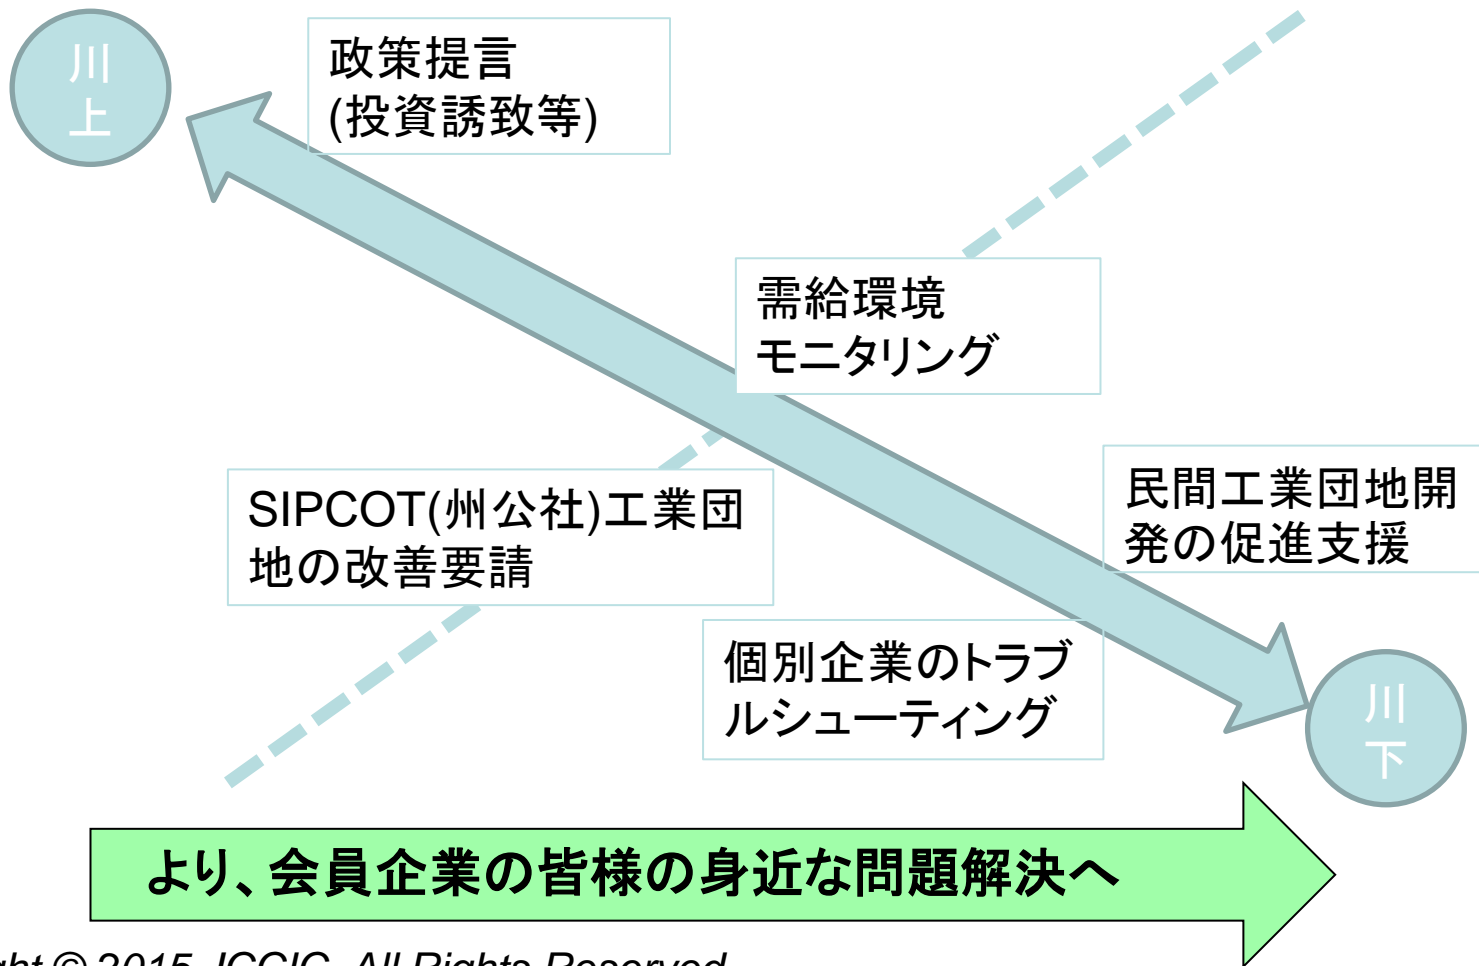 川
上
政策提言
(投資誘致等)
需給環境
モニタリング
SIPCOT(州公社)工業団
地の改善要請
民間工業団地開
発の促進支援
個別企業のトラブ
ルシューティング
川
下
より、会員企業の皆様の身近な問題解決へ
ght © 2015 JCCIC. All Rights Reserved